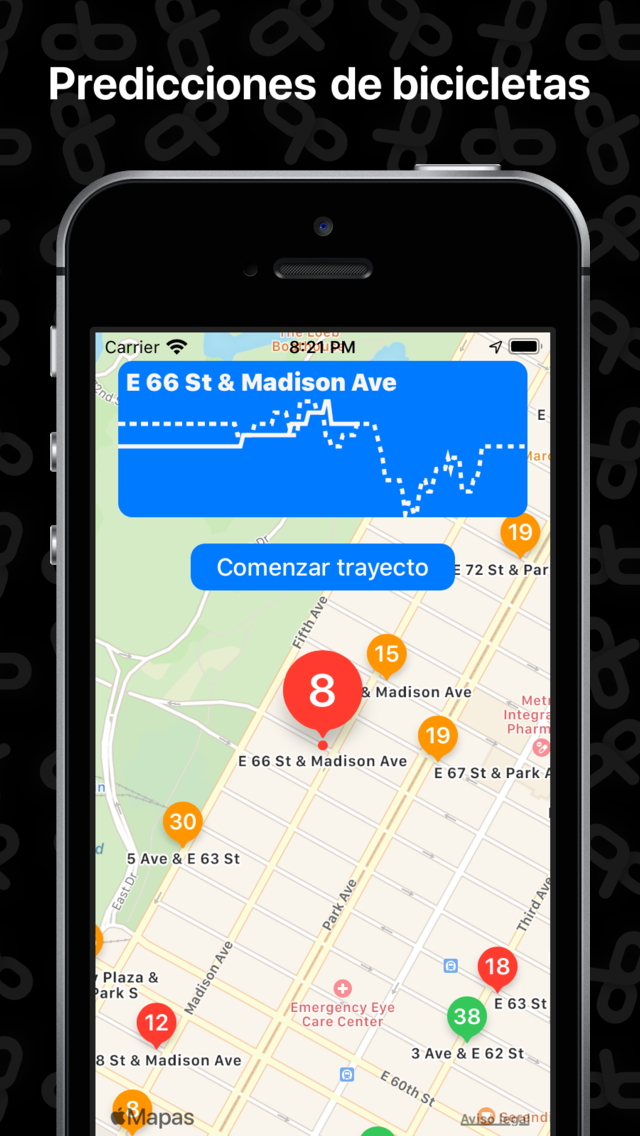 Predicciones de bicicletas
The Loeb
Carrier
8:21 PM
E 66 St & Madison Ave
E
19
E 72 St & Par
Comenzar trayecto
Dr
Fifth Ave
15
& Madison Ave
8
Metr
Integra
Pharm
19
E 66 St & Madison Ave
E 67 St & Park A
30
5 Ave & E 63 St
East Dr
Park Ave
Third Ave
Madison Ave
y Plaza &
Park S
18
E 63 St
Emergency Eye
Care Center
12
38
8 St & Madison Ave
3 Ave & E 62 St
E 60th St
8
Mapas
Aviso legal